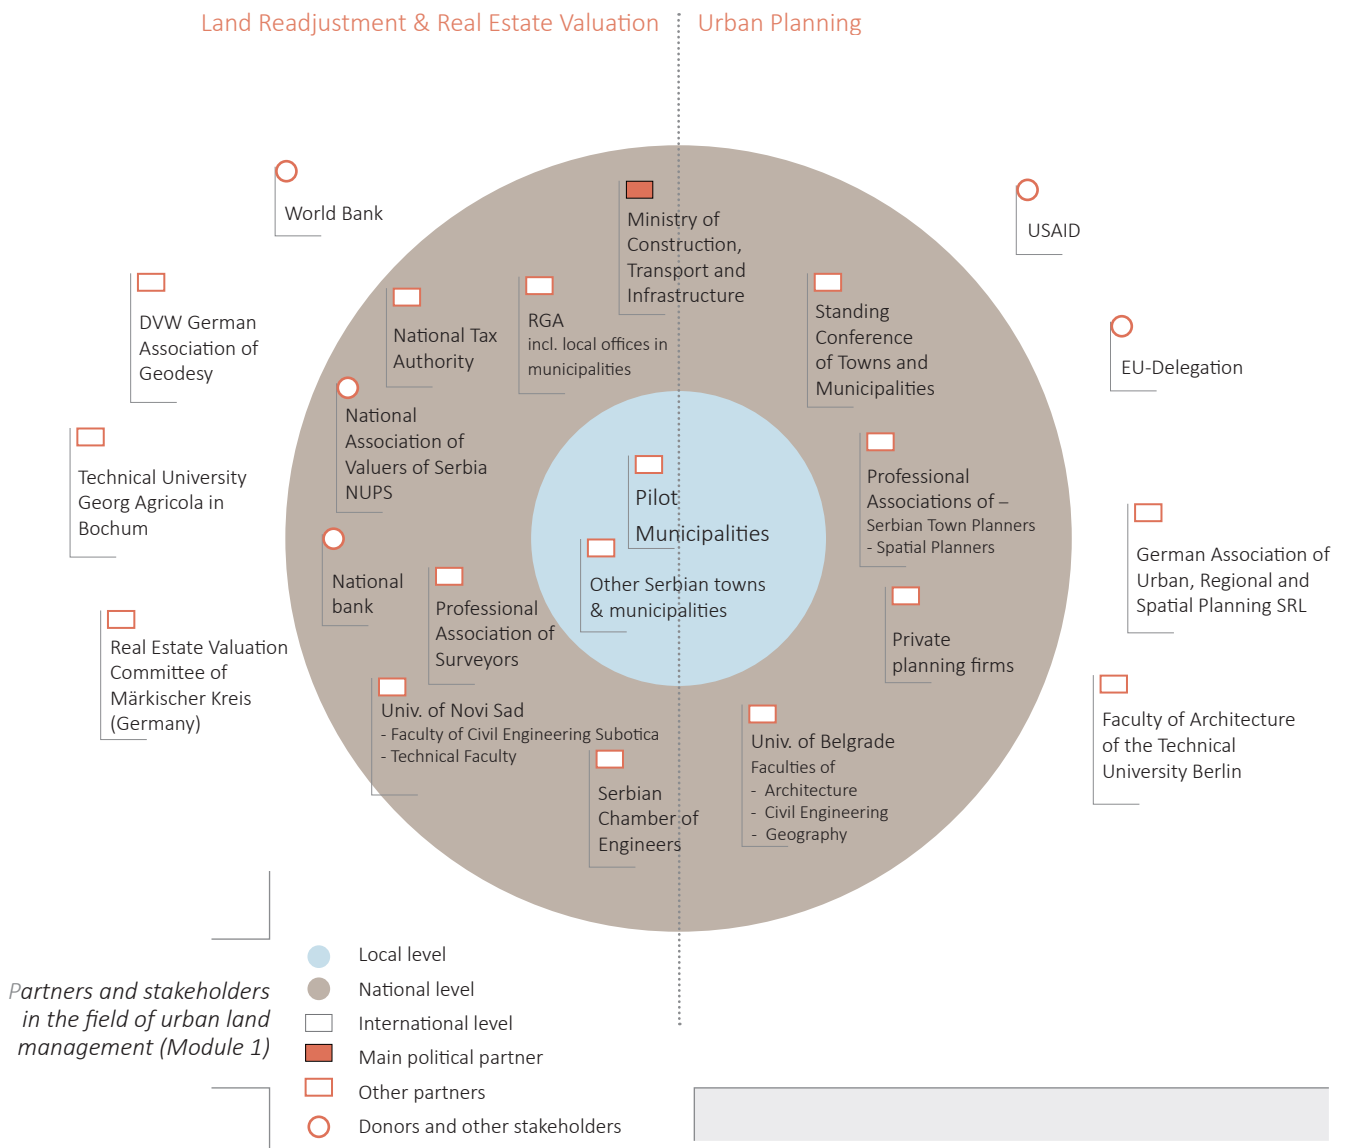 Land Readjustment & Real Estate Valuation
Urban Planning
World Bank
DVW German
Association of
Geodesy
Technical University
Georg Agricola in
Bochum
Real Estate Valuation
Committee of
Märkischer Kreis
(Germany)
Ministry of
Construction,
Transport and
Infrastructure
National Tax
Authority
RGA
incl. local offices in
municipalities
National
Association of
Valuers of Serbia
NUPS
National
bank
Professional
Association of
Surveyors
Univ. of Novi Sad
- Faculty of Civil Engineering Subotica
- Technical Faculty
Serbian
Chamber of
Engineers
Pilot
Municipalities
Other Serbian towns
& municipalities
Standing
Conference
of Towns and
Municipalities
Professional
Associations of –
Serbian Town Planners
- Spatial Planners
Private
planning firms
Univ. of Belgrade
Faculties of
- Architecture
- Civil Engineering
- Geography
USAID
EU-Delegation
German Association of
Urban, Regional and
Spatial Planning SRL
Faculty of Architecture
of the Technical
University Berlin
Partners and stakeholders
in the field of urban land
management (Module 1)
Local level
National level
International level
Main political partner
Other partners
Donors and other stakeholders